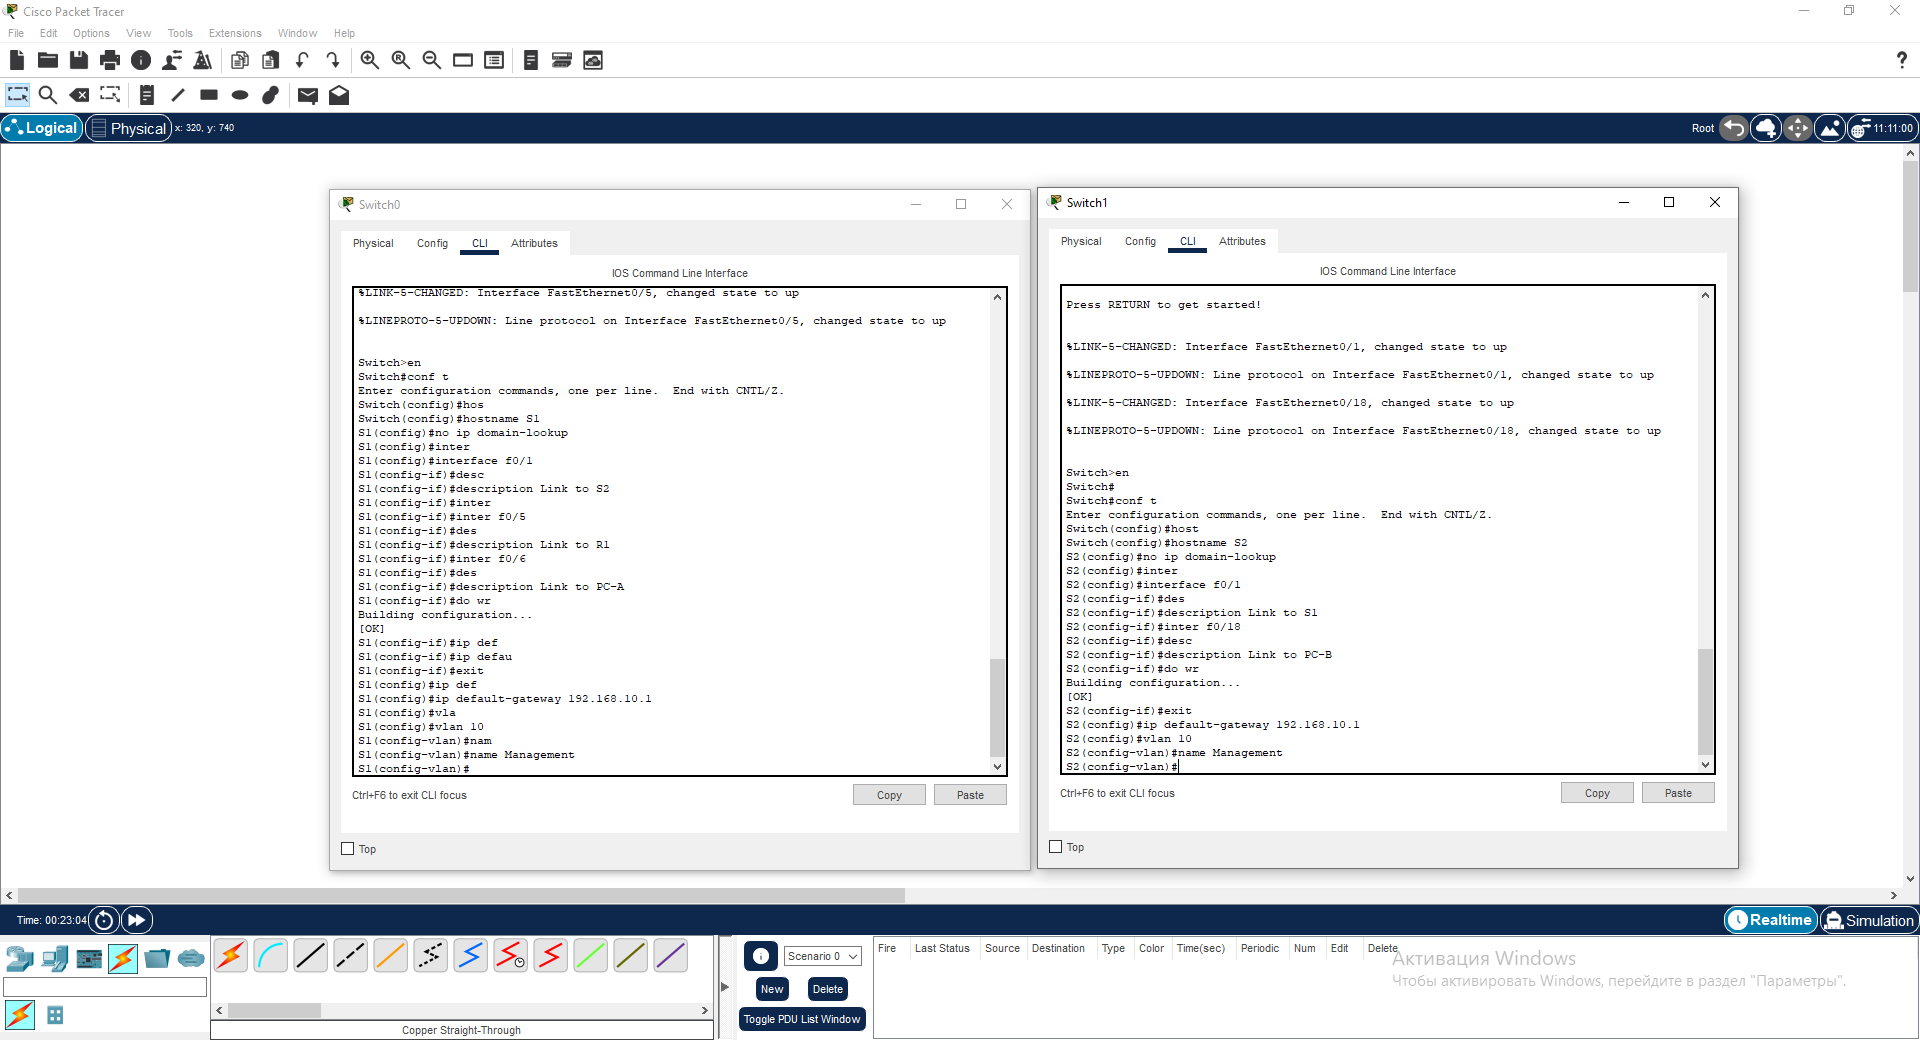 Cisco Packet Tracer
File Edit Options View Tools Extensions Window Help
Logical Physical x: 320, y: 740
Root 11:11:00
Switch0
Physical Config CLI Attributes
IOS Command Line Interface
%LINK-5-CHANGED: Interface FastEthernet0/5, changed state to up
%LINEPROTO-5-UPDOWN: Line protocol on Interface FastEthernet0/5, changed state to up
Switch>en
Switch#conf t
Enter configuration commands, one per line.  End with CNTL/Z.
Switch(config)#hos
Switch(config)#hostname S1
S1(config)#no ip domain-lookup
S1(config)#inter
S1(config)#interface f0/1
S1(config-if)#desc
S1(config-if)#description Link to S2
S1(config-if)#inter
S1(config-if)#inter f0/5
S1(config-if)#des
S1(config-if)#description Link to R1
S1(config-if)#inter f0/6
S1(config-if)#des
S1(config-if)#description Link to PC-A
S1(config-if)#do wr
Building configuration...
[OK]
S1(config-if)#ip def
S1(config-if)#ip defau
S1(config-if)#exit
S1(config)#ip def
S1(config)#ip default-gateway 192.168.10.1
S1(config)#vla
S1(config)#vlan 10
S1(config-vlan)#nam
S1(config-vlan)#name Management
S1(config-vlan)#
Ctrl+F6 to exit CLI focus
Copy Paste
Top
Switch1
Physical Config CLI Attributes
IOS Command Line Interface
Press RETURN to get started!
%LINK-5-CHANGED: Interface FastEthernet0/1, changed state to up
%LINEPROTO-5-UPDOWN: Line protocol on Interface FastEthernet0/1, changed state to up
%LINK-5-CHANGED: Interface FastEthernet0/18, changed state to up
%LINEPROTO-5-UPDOWN: Line protocol on Interface FastEthernet0/18, changed state to up
Switch>en
Switch#
Switch#conf t
Enter configuration commands, one per line.  End with CNTL/Z.
Switch(config)#host
Switch(config)#hostname S2
S2(config)#no ip domain-lookup
S2(config)#inter
S2(config)#interface f0/1
S2(config-if)#des
S2(config-if)#description Link to S1
S2(config-if)#inter f0/18
S2(config-if)#desc
S2(config-if)#description Link to PC-B
S2(config-if)#do wr
Building configuration...
[OK]
S2(config-if)#exit
S2(config)#ip default-gateway 192.168.10.1
S2(config)#vlan 10
S2(config-vlan)#name Management
S2(config-vlan)#
Ctrl+F6 to exit CLI focus
Copy Paste
Top
Time: 00:23:04
Realtime Simulation
Copper Straight-Through
Scenario 0
New Delete
Toggle PDU List Window
Fire Last Status Source Destination Type Color Time(sec) Periodic Num Edit Delete
Активация Windows
Чтобы активировать Windows, перейдите в раздел "Параметры".